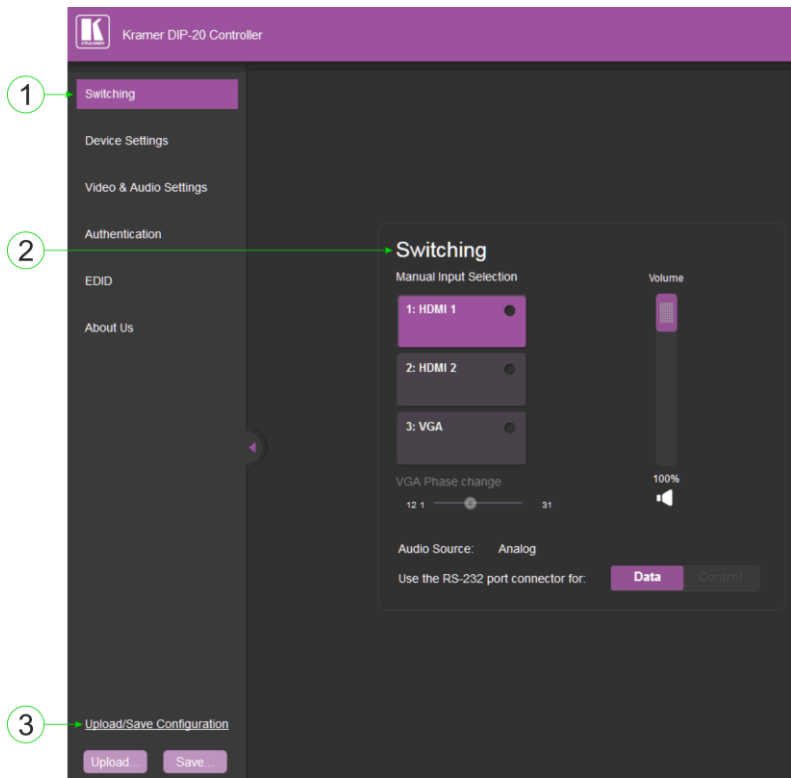 KRAMER
Kramer DIP-20 Controller
1
Switching
Device Settings
Video & Audio Settings
2
Authentication
EDID
About Us
Switching
Manual Input Selection
Volume
1: HDMI 1
2: HDMI 2
3: VGA
VGA Phase change
12 1
31
100%
Audio Source: Analog
Use the RS-232 port connector for:
Data
Control
3
Upload/Save Configuration
Upload...
Save...